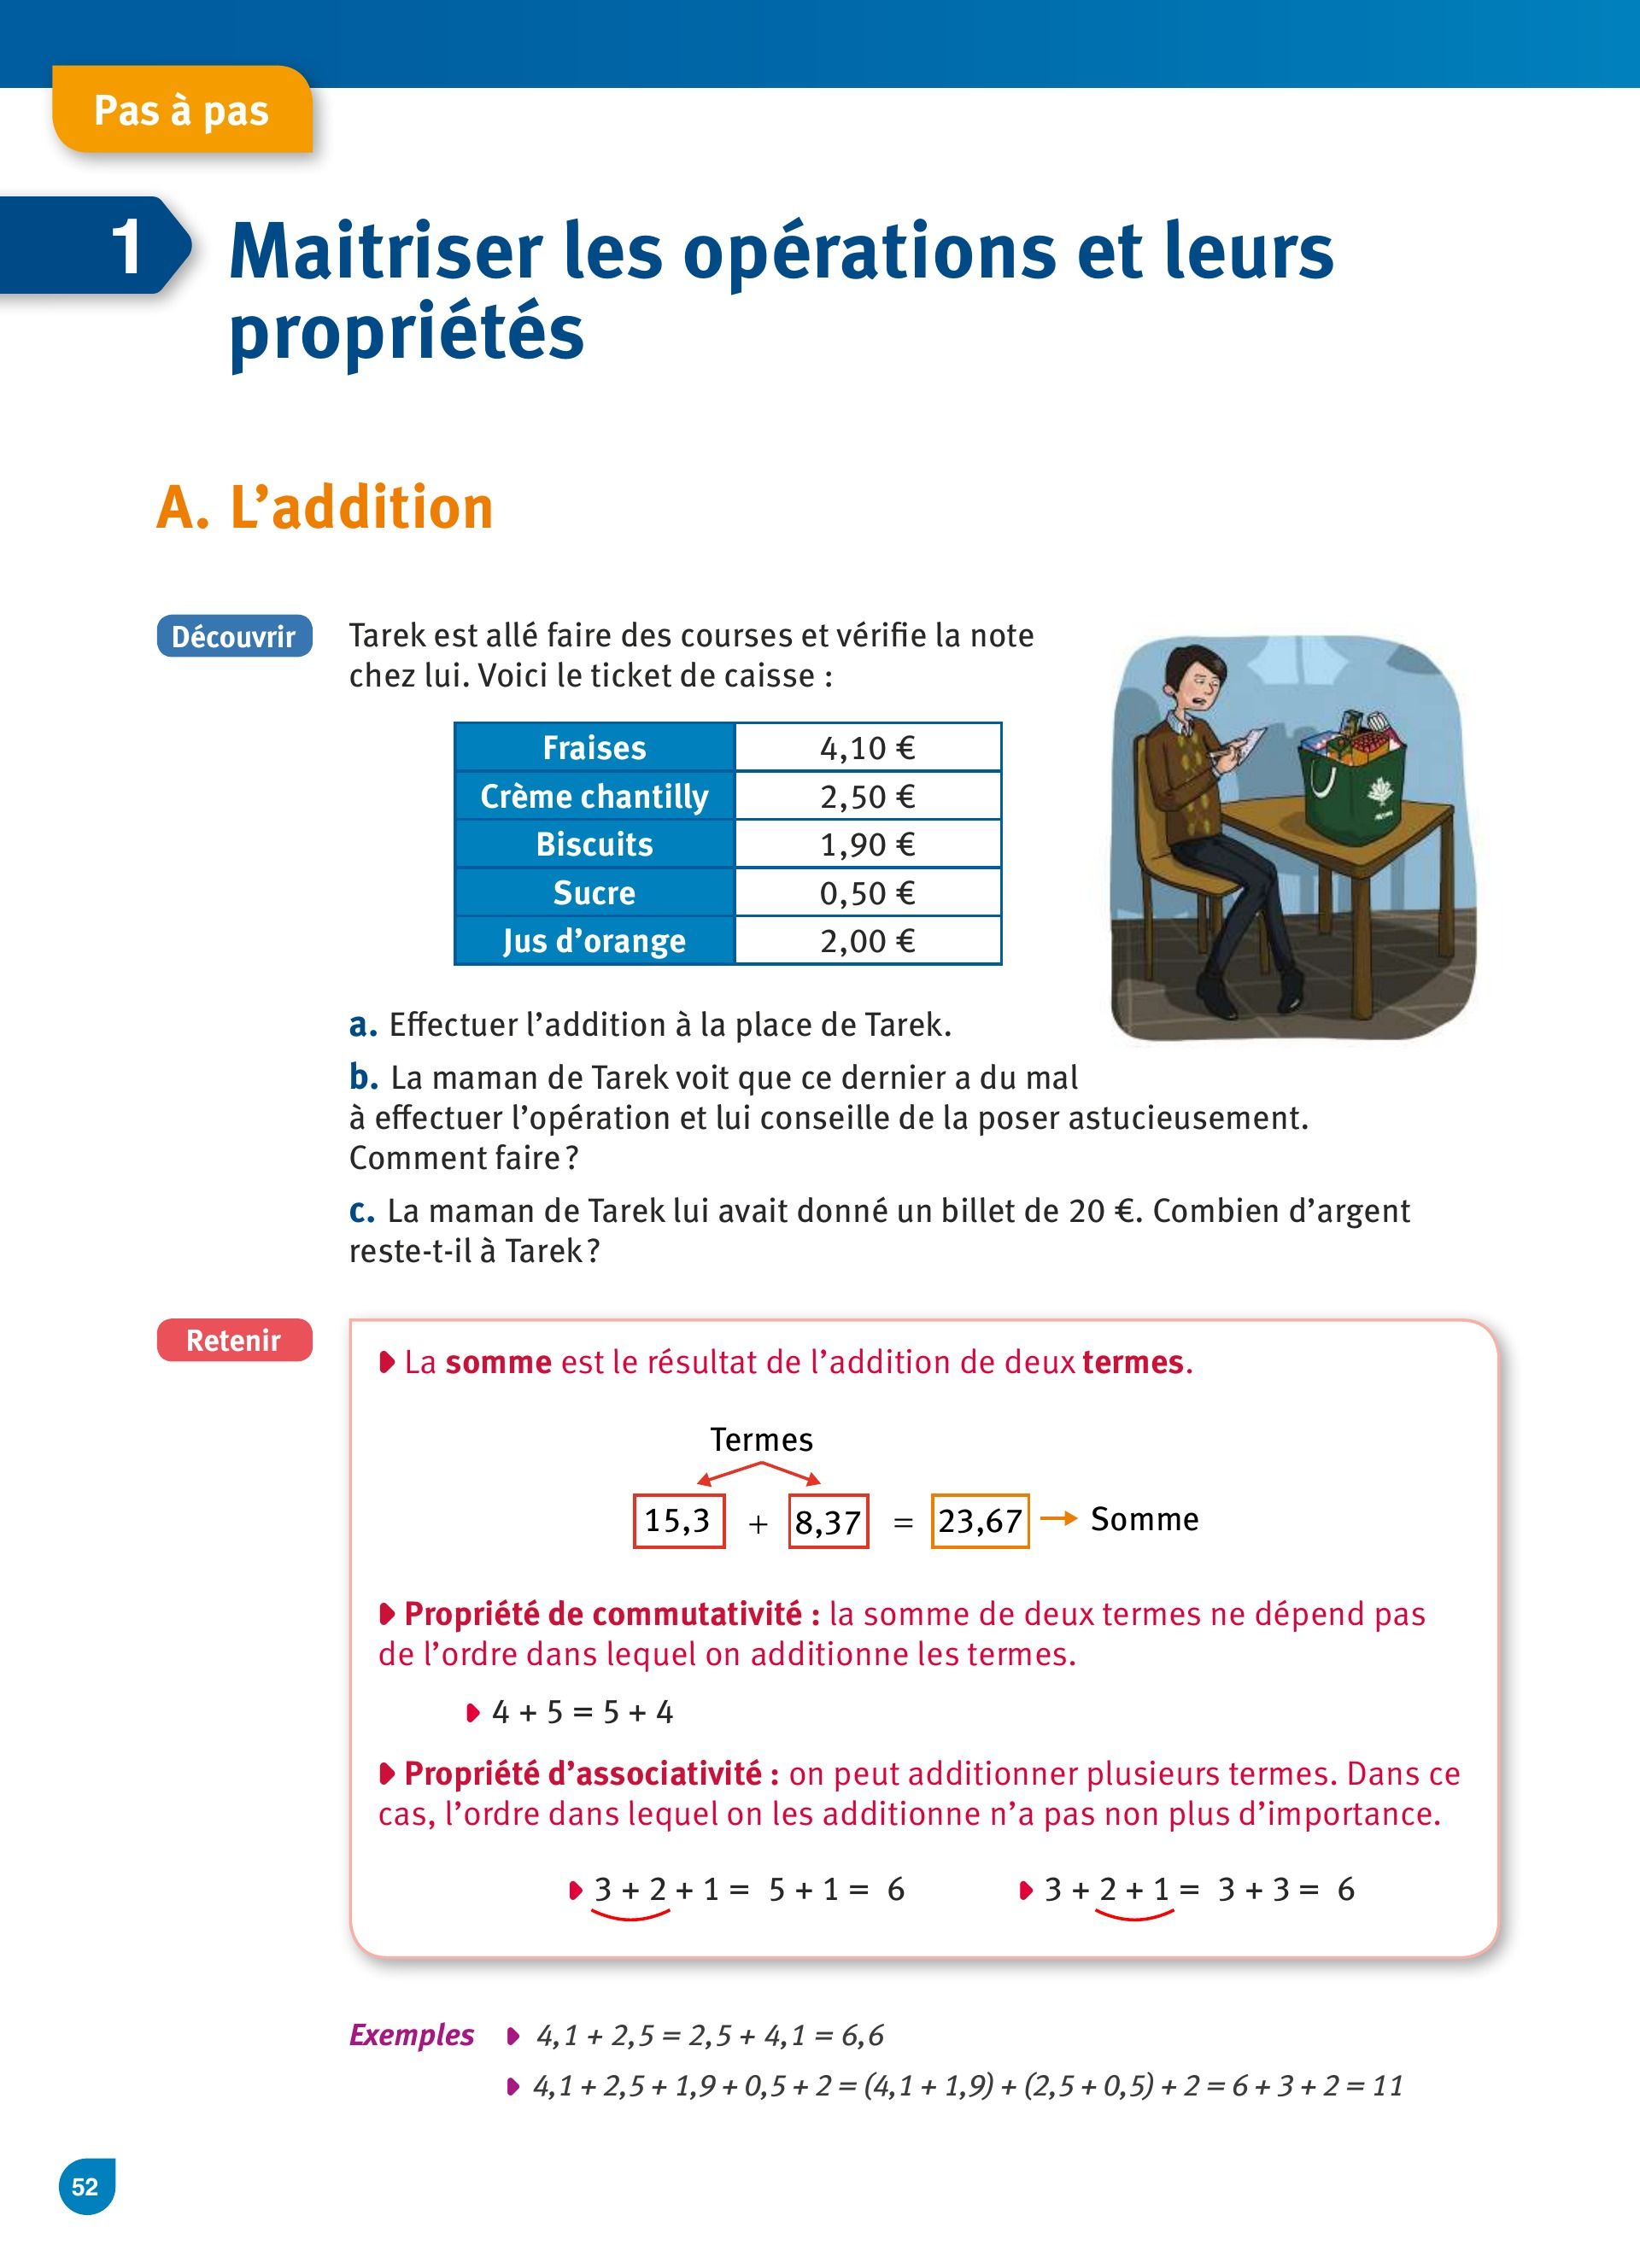 Pas à pas
1
Maitriser les opérations et leurs
propriétés
A. L’addition
Découvrir
Tarek est allé faire des courses et vérifie la note
chez lui. Voici le ticket de caisse :
Fraises 4,10 €
Crème chantilly 2,50 €
Biscuits 1,90 €
Sucre 0,50 €
Jus d’orange 2,00 €
a. Effectuer l’addition à la place de Tarek.
b. La maman de Tarek voit que ce dernier a du mal
à effectuer l’opération et lui conseille de la poser astucieusement.
Comment faire ?
c. La maman de Tarek lui avait donné un billet de 20 €. Combien d’argent
reste-t-il à Tarek ?
Retenir
La somme est le résultat de l’addition de deux termes.
Termes
15,3 + 8,37 = 23,67 → Somme
Propriété de commutativité : la somme de deux termes ne dépend pas
de l’ordre dans lequel on additionne les termes.
4 + 5 = 5 + 4
Propriété d’associativité : on peut additionner plusieurs termes. Dans ce
cas, l’ordre dans lequel on les additionne n’a pas non plus d’importance.
3 + 2 + 1 = 5 + 1 = 6 3 + 2 + 1 = 3 + 3 = 6
Exemples 4,1 + 2,5 = 2,5 + 4,1 = 6,6
4,1 + 2,5 + 1,9 + 0,5 + 2 = (4,1 + 1,9) + (2,5 + 0,5) + 2 = 6 + 3 + 2 = 11
52